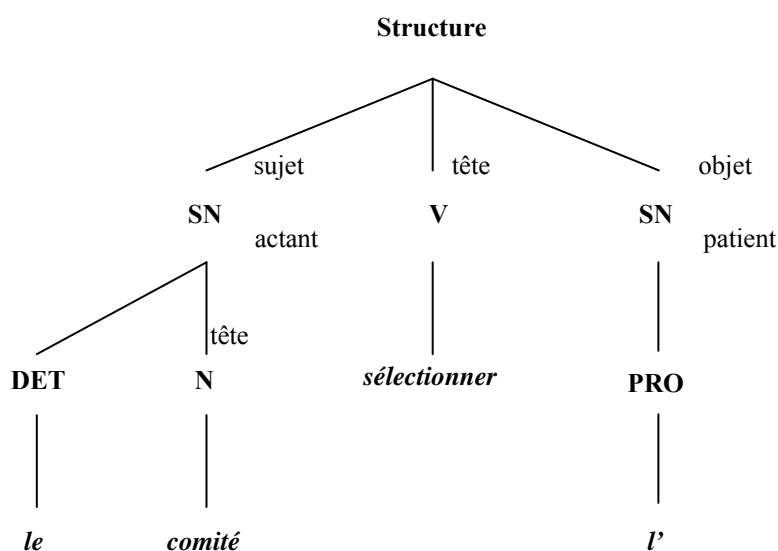 Structure
sujet tête objet
SN V SN
actant patient
tête
DET N sélectionner PRO
le comité l’